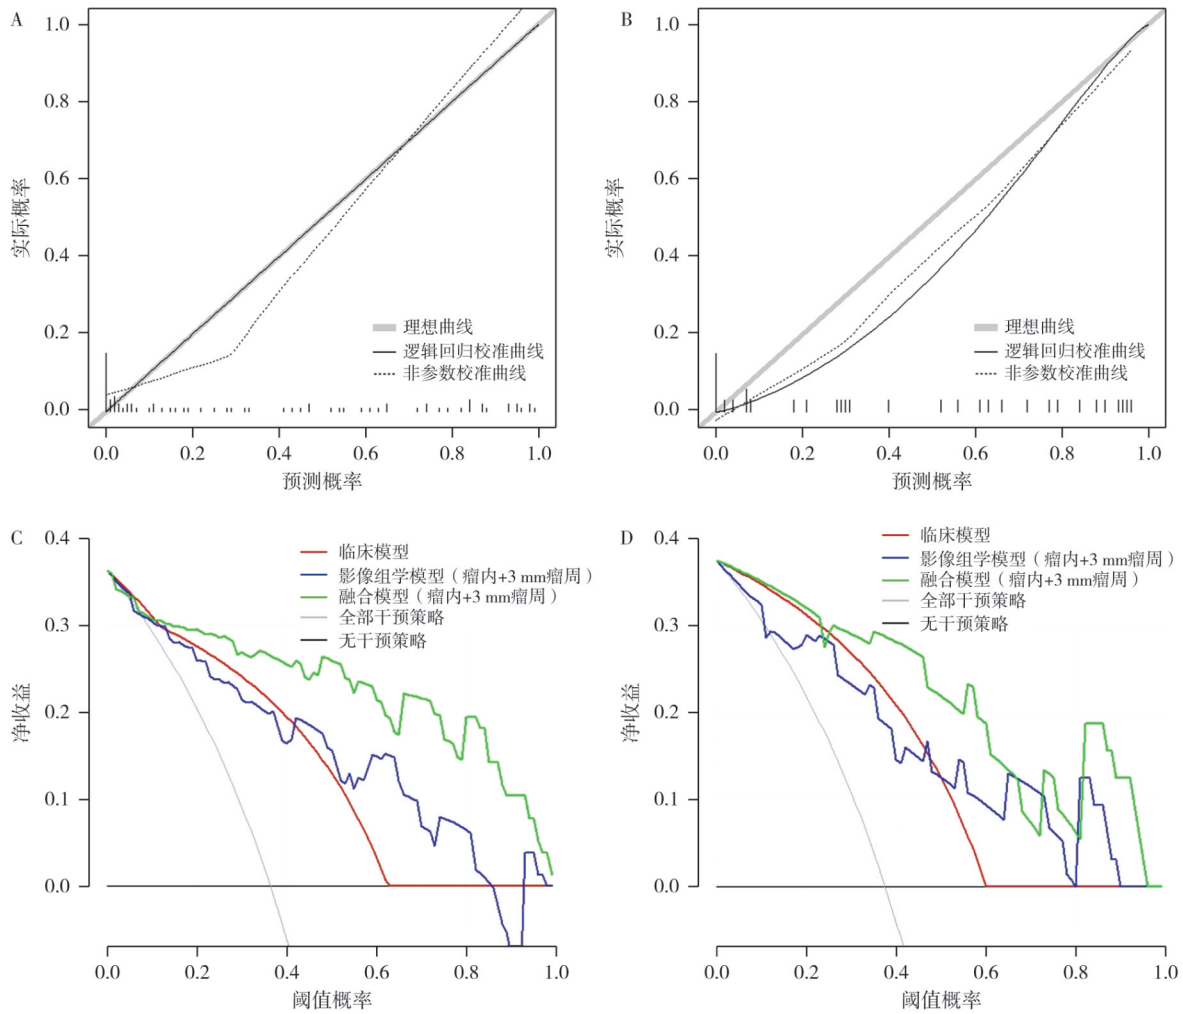 A
1.0
0.8
0.6
0.4
0.2
0.0
实际概率
理想曲线
逻辑回归校准曲线
非参数校准曲线
0.0 0.2 0.4 0.6 0.8 1.0
预测概率
B
1.0
0.8
0.6
0.4
0.2
0.0
实际概率
理想曲线
逻辑回归校准曲线
非参数校准曲线
0.0 0.2 0.4 0.6 0.8 1.0
预测概率
C
0.4
0.3
0.2
0.1
0.0
净收益
临床模型
影像组学模型（瘤内+3 mm瘤周）
融合模型（瘤内+3 mm瘤周）
全部干预策略
无干预策略
0.0 0.2 0.4 0.6 0.8 1.0
阈值概率
D
0.4
0.3
0.2
0.1
0.0
净收益
临床模型
影像组学模型（瘤内+3 mm瘤周）
融合模型（瘤内+3 mm瘤周）
全部干预策略
无干预策略
0.0 0.2 0.4 0.6 0.8 1.0
阈值概率